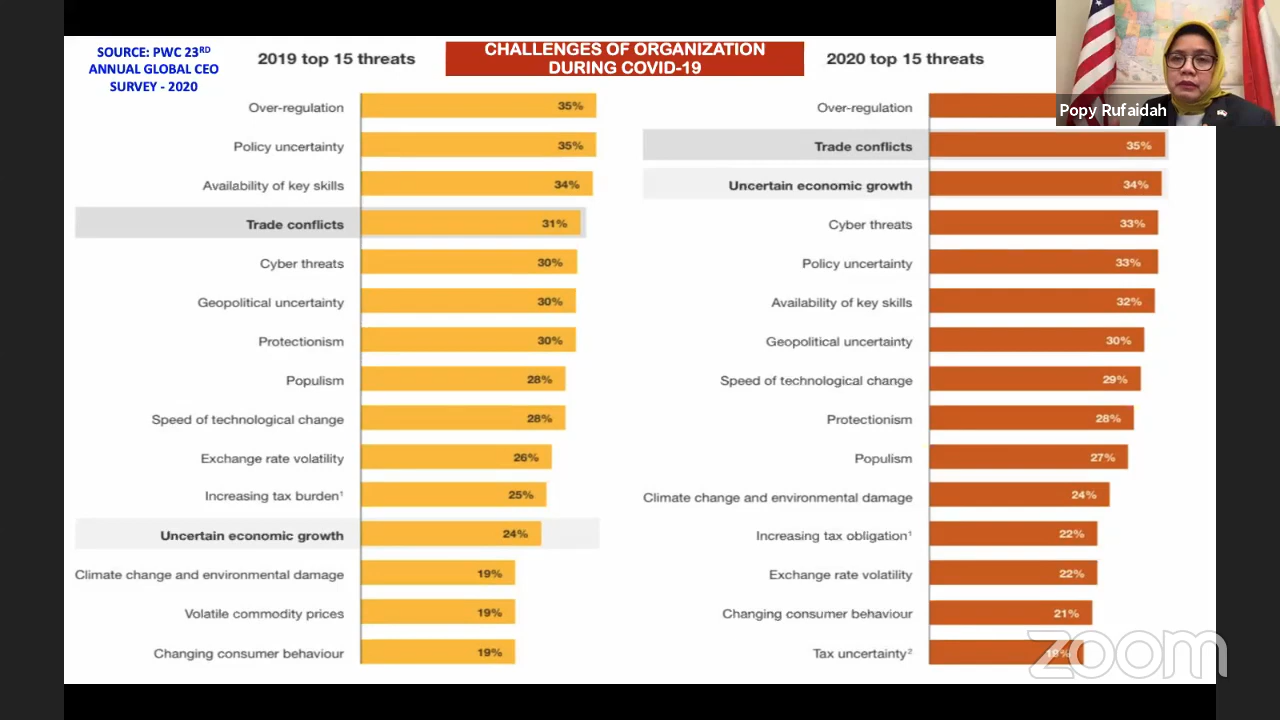 SOURCE: PWC 23RD
ANNUAL GLOBAL CEO
SURVEY - 2020
2019 top 15 threats
CHALLENGES OF ORGANIZATION
DURING COVID-19
2020 top 15 threats
Popy Rufaidah
Over-regulation 35%
Policy uncertainty 35%
Availability of key skills 34%
Trade conflicts 31%
Cyber threats 30%
Geopolitical uncertainty 30%
Protectionism 30%
Populism 28%
Speed of technological change 28%
Exchange rate volatility 26%
Increasing tax burden¹ 25%
Uncertain economic growth 24%
Climate change and environmental damage 19%
Volatile commodity prices 19%
Changing consumer behaviour 19%
Over-regulation
Trade conflicts 35%
Uncertain economic growth 34%
Cyber threats 33%
Policy uncertainty 33%
Availability of key skills 32%
Geopolitical uncertainty 30%
Speed of technological change 29%
Protectionism 28%
Populism 27%
Climate change and environmental damage 24%
Increasing tax obligation¹ 22%
Exchange rate volatility 22%
Changing consumer behaviour 21%
Tax uncertainty²
zoom